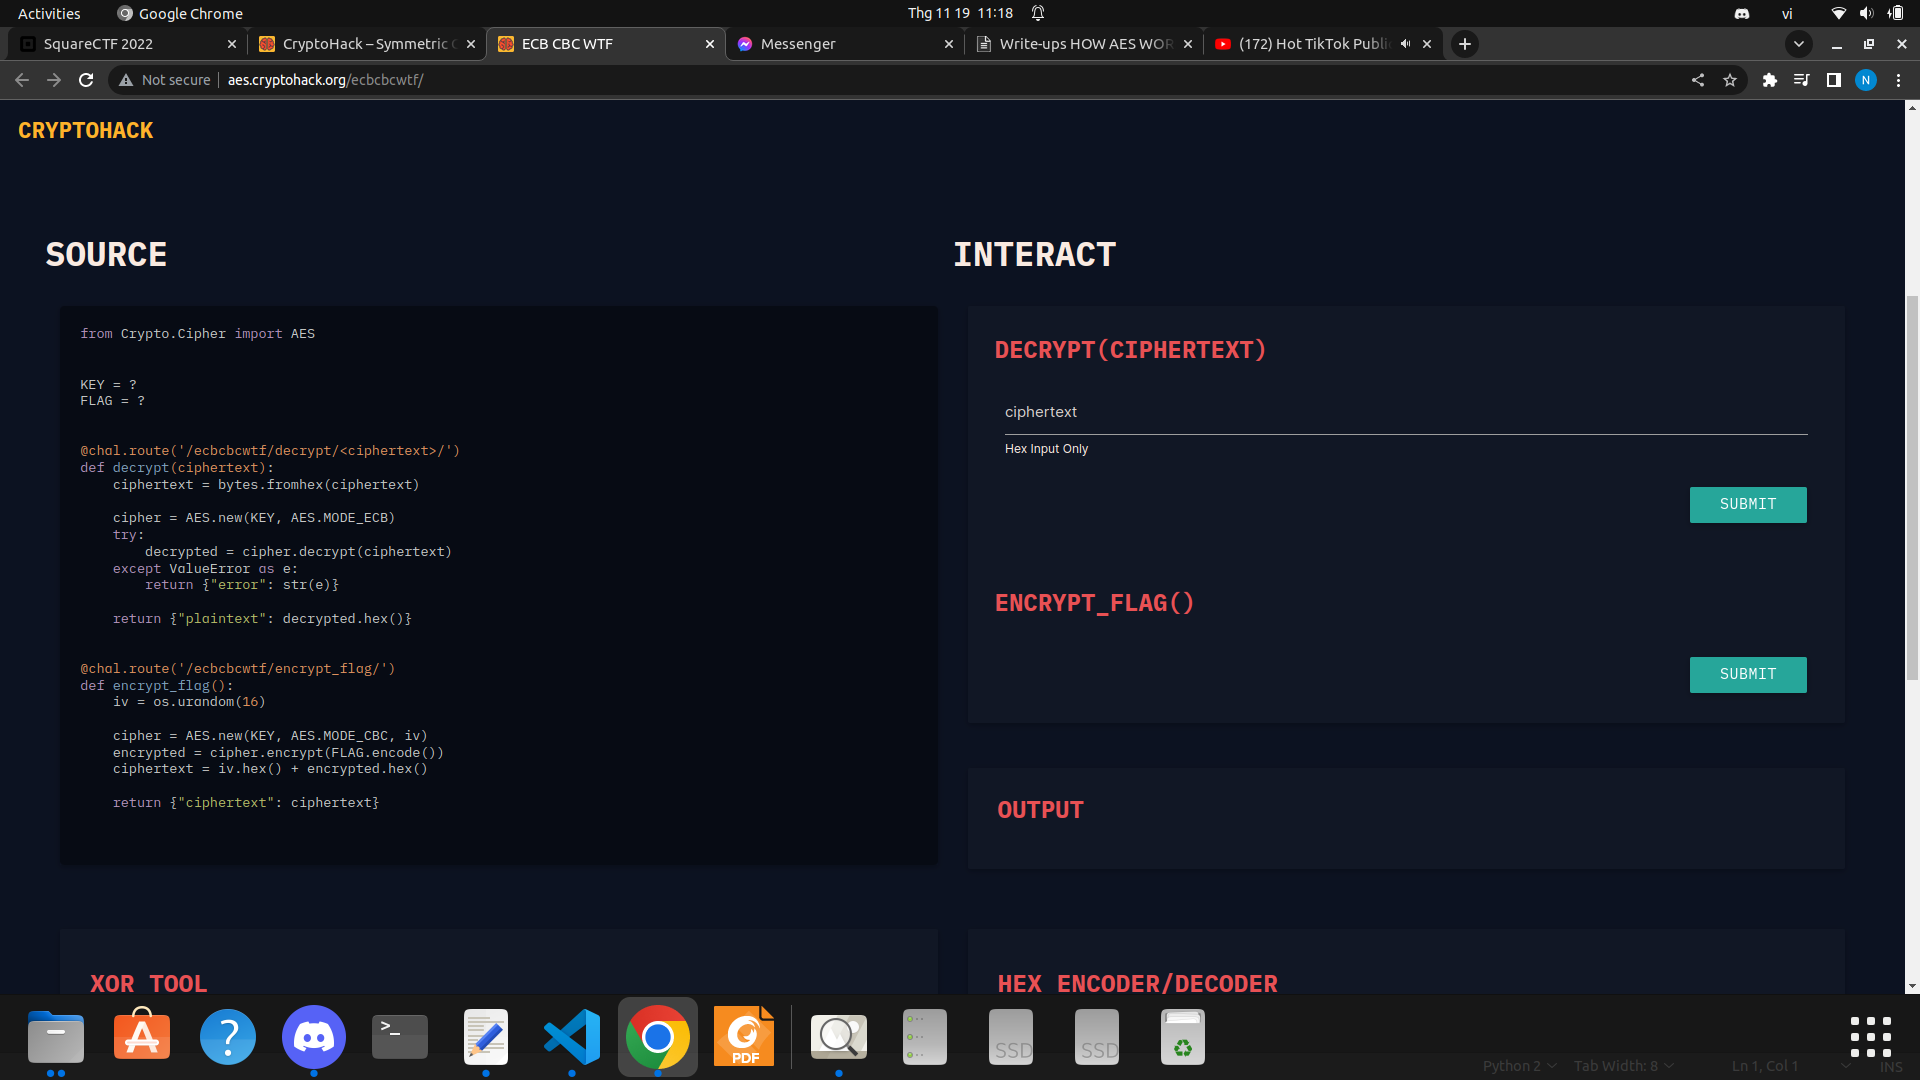 Activities
Google Chrome
Thg 11 19 11:18
vi
SquareCTF 2022
CryptoHack – Symmetric
ECB CBC WTF
Messenger
Write-ups HOW AES WOR
(172) Hot TikTok Publi
Not secure
aes.cryptohack.org/ecbcbcwtf/
N
CRYPTOHACK
SOURCE
from Crypto.Cipher import AES
KEY = ?
FLAG = ?
@chal.route('/ecbcbcwtf/decrypt/<ciphertext>/')
def decrypt(ciphertext):
    ciphertext = bytes.fromhex(ciphertext)
    cipher = AES.new(KEY, AES.MODE_ECB)
    try:
        decrypted = cipher.decrypt(ciphertext)
    except ValueError as e:
        return {"error": str(e)}
    return {"plaintext": decrypted.hex()}
@chal.route('/ecbcbcwtf/encrypt_flag/')
def encrypt_flag():
    iv = os.urandom(16)
    cipher = AES.new(KEY, AES.MODE_CBC, iv)
    encrypted = cipher.encrypt(FLAG.encode())
    ciphertext = iv.hex() + encrypted.hex()
    return {"ciphertext": ciphertext}
INTERACT
DECRYPT(CIPHERTEXT)
ciphertext
Hex Input Only
SUBMIT
ENCRYPT_FLAG()
SUBMIT
OUTPUT
XOR TOOL
HEX ENCODER/DECODER
PDF
SSD
SSD
Python 2
Tab Width: 8
Ln 1, Col 1
INS